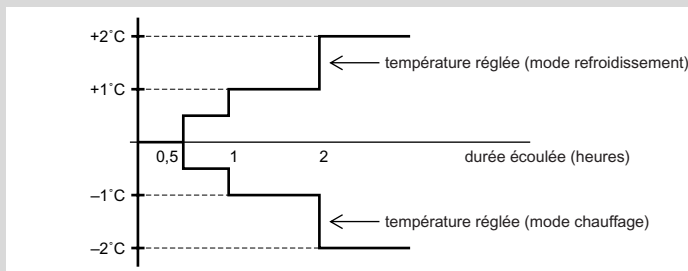 +2˚C
température réglée (mode refroidissement)
+1˚C
0,5 1 2 durée écoulée (heures)
–1˚C
température réglée (mode chauffage)
–2˚C